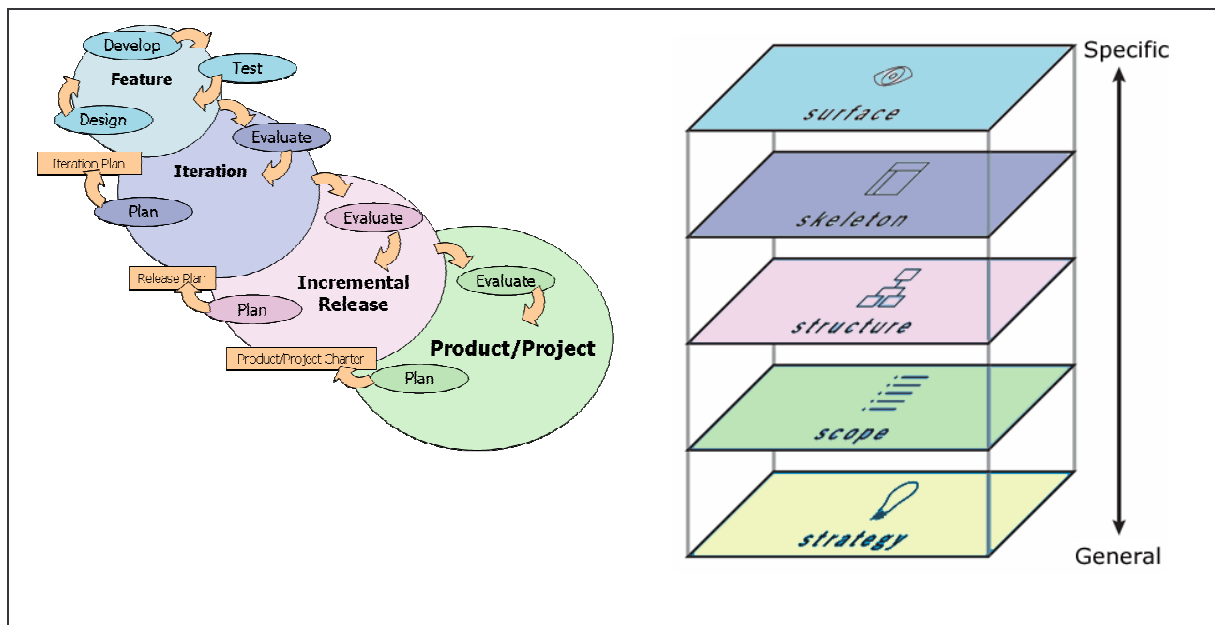 Develop
Feature
Test
Design
Evaluate
Iteration Plan
Iteration
Plan
Evaluate
Release Plan
Incremental
Release
Plan
Evaluate
Product/Project
Product/Project Charter
Plan
Specific
surface
skeleton
structure
scope
strategy
General